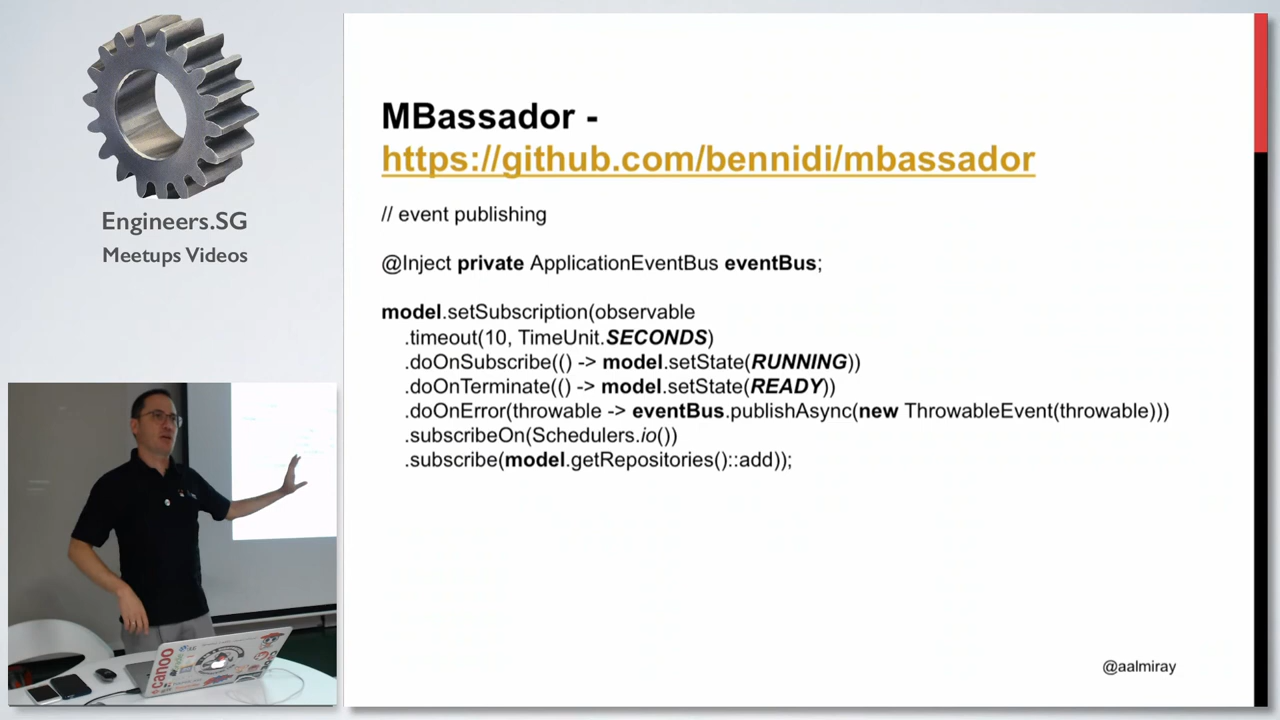 Engineers.SG
Meetups Videos
MBassador -
https://github.com/bennidi/mbassador
// event publishing
@Inject private ApplicationEventBus eventBus;
model.setSubscription(observable
.timeout(10, TimeUnit.SECONDS)
.doOnSubscribe(() -> model.setState(RUNNING))
.doOnTerminate(() -> model.setState(READY))
.doOnError(throwable -> eventBus.publishAsync(new ThrowableEvent(throwable)))
.subscribeOn(Schedulers.io())
.subscribe(model.getRepositories()::add));
@aalmiray
canoo